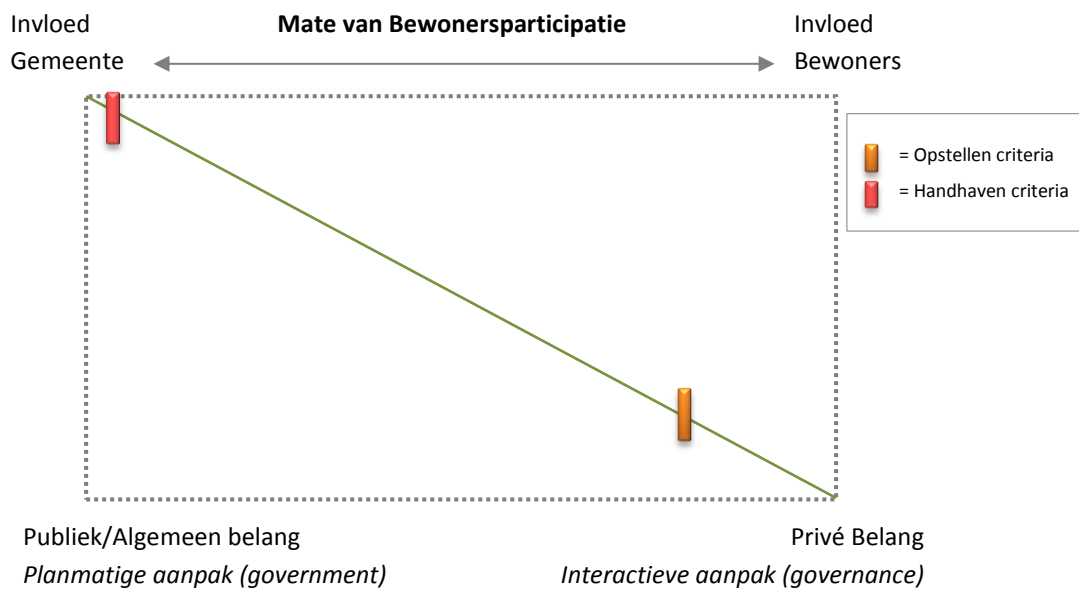 Invloed
Gemeente
Mate van Bewonersparticipatie
Invloed
Bewoners
= Opstellen criteria
= Handhaven criteria
Publiek/Algemeen belang
Planmatige aanpak (government)
Privé Belang
Interactieve aanpak (governance)